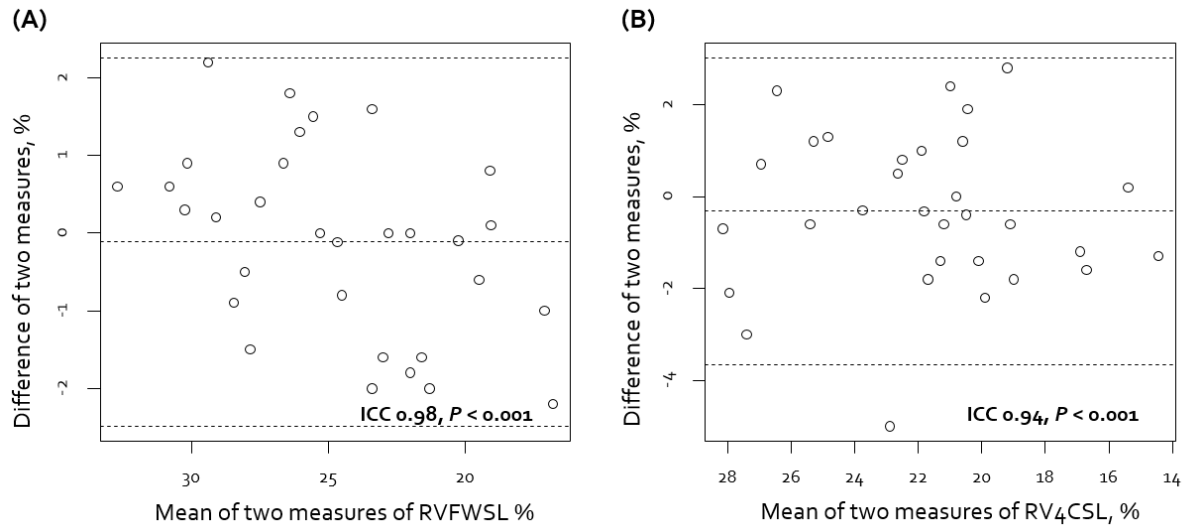 (A)
Difference of two measures, %
2
1
0
-1
-2
ICC 0.98, P < 0.001
30
25
20
Mean of two measures of RVFWSL %
(B)
Difference of two measures, %
2
0
-2
-4
ICC 0.94, P < 0.001
28
26
24
22
20
18
16
14
Mean of two measures of RV4CSL, %